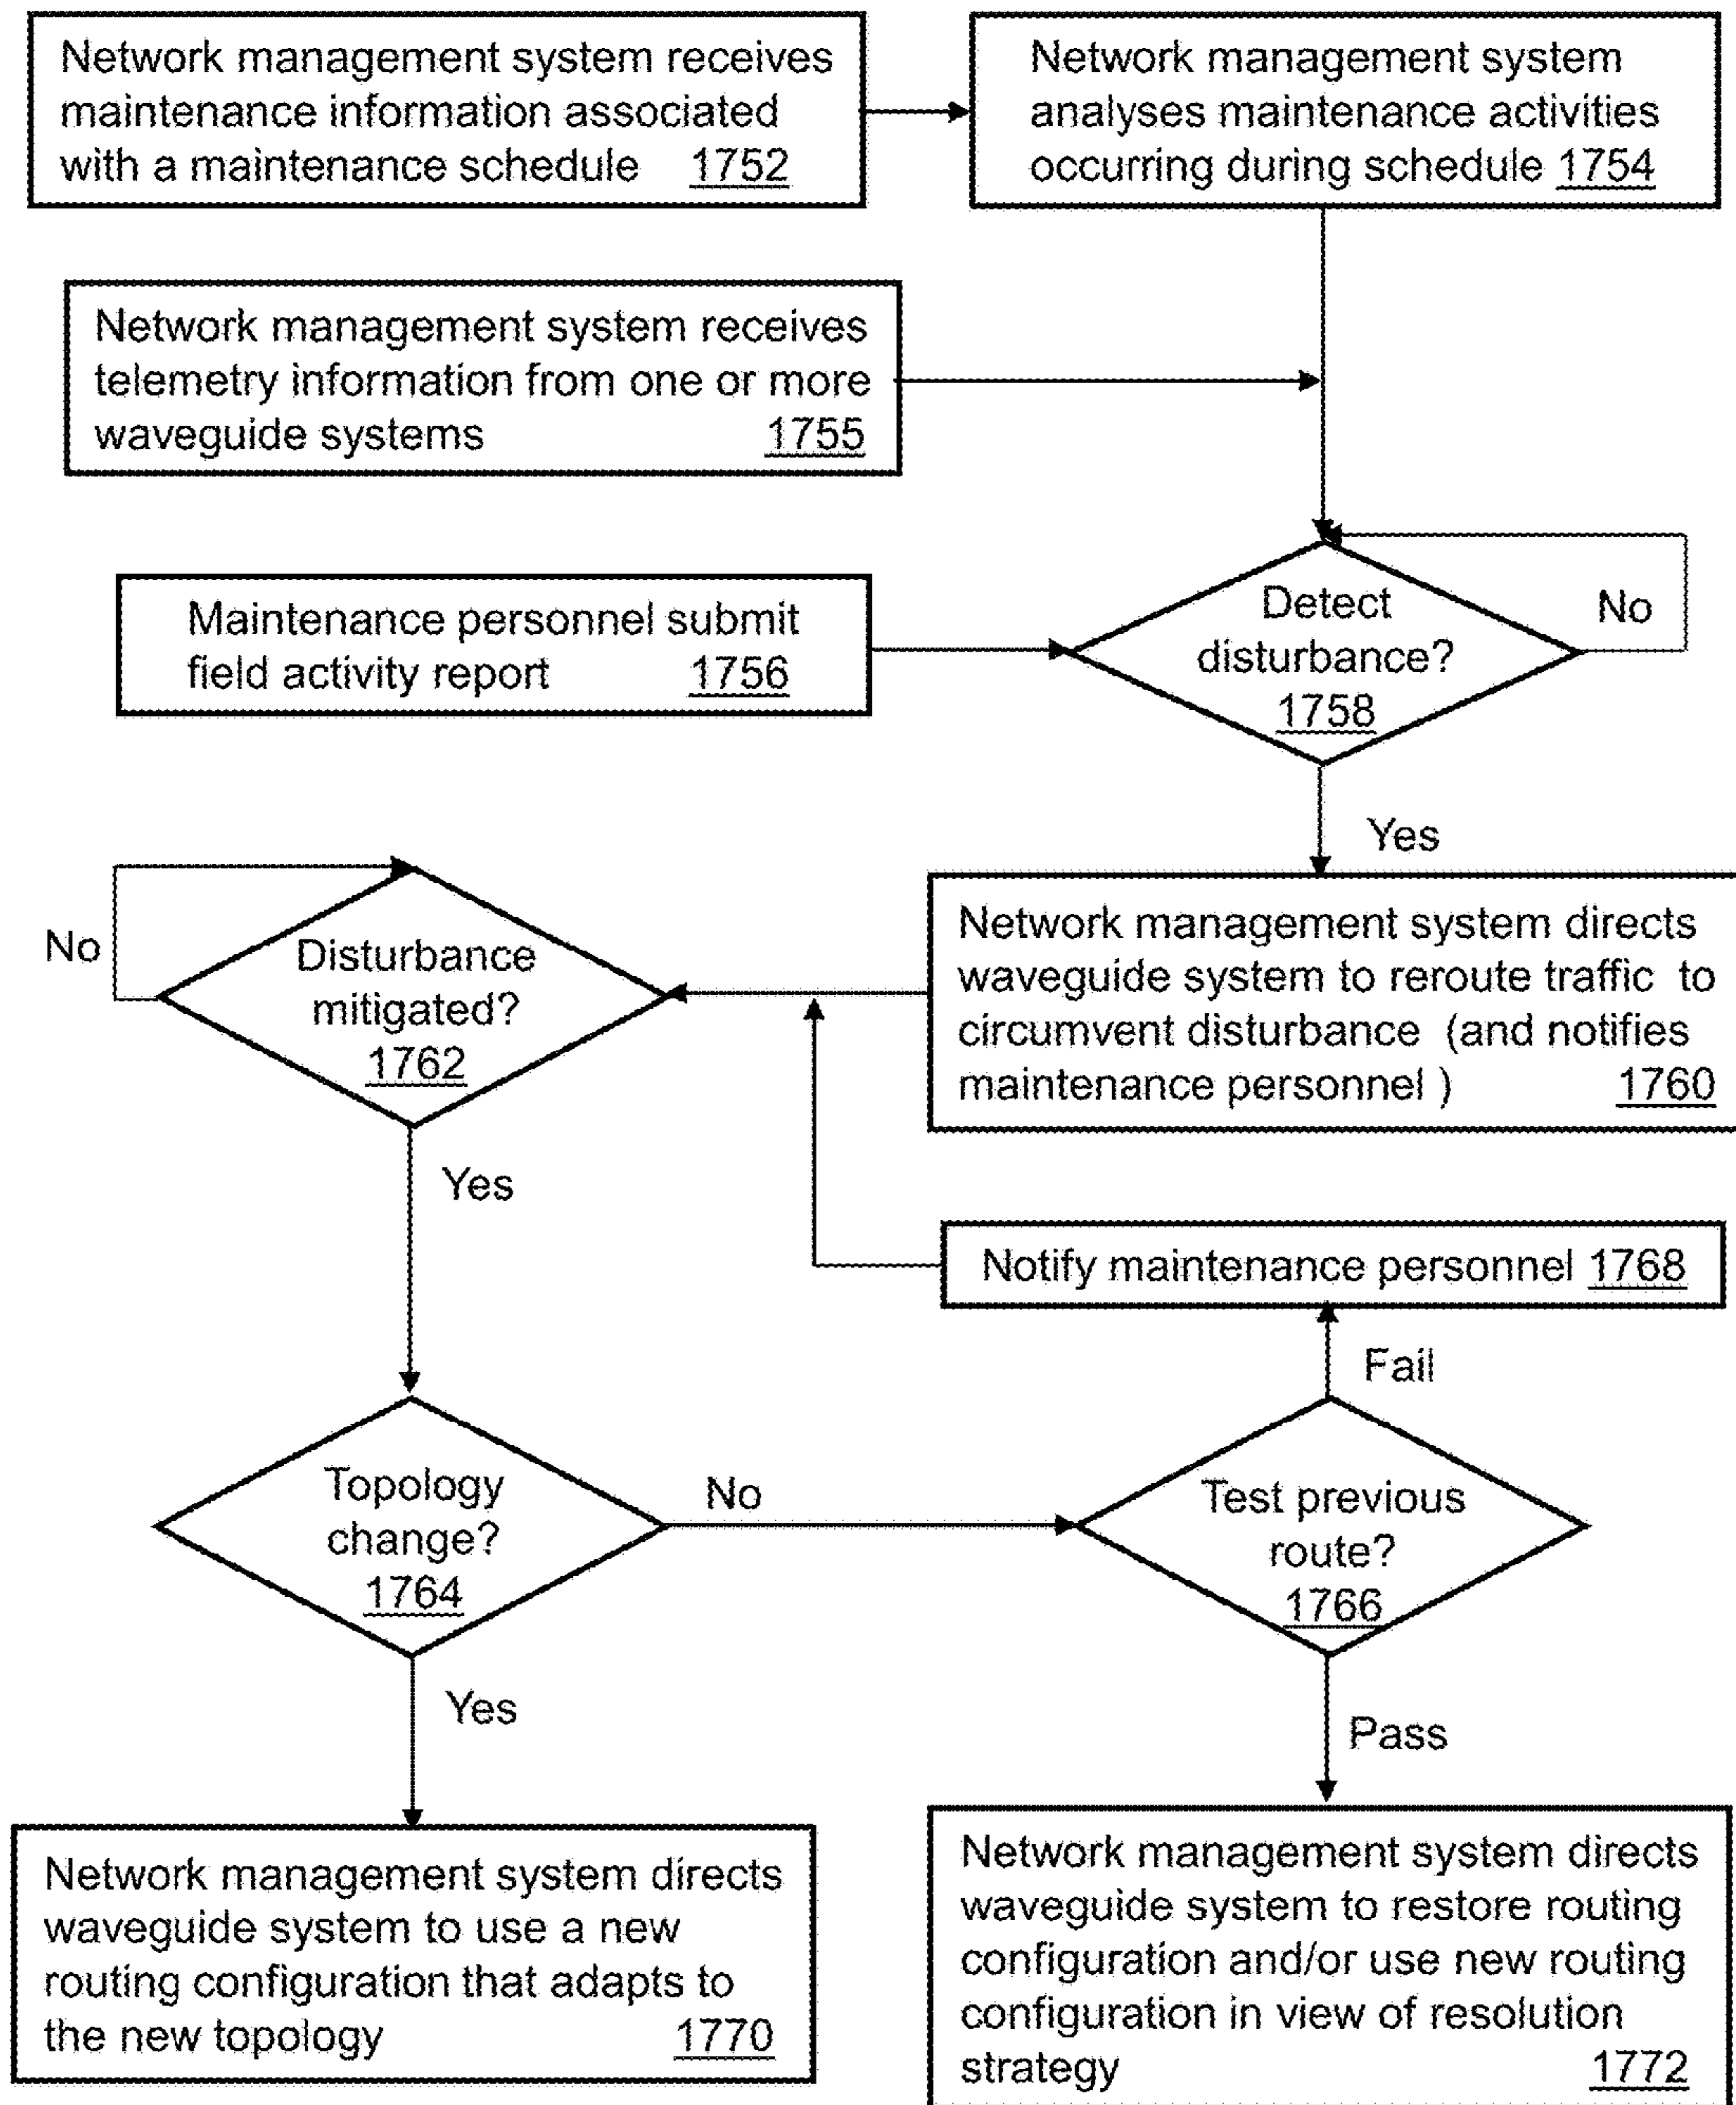 Network management system receives
maintenance information associated
with a maintenance schedule 1752
Network management system
analyses maintenance activities
occurring during schedule 1754
Network management system receives
telemetry information from one or more
waveguide systems 1755
Maintenance personnel submit
field activity report 1756
Detect
disturbance?
1758
No
Yes
Network management system directs
waveguide system to reroute traffic to
circumvent disturbance (and notifies
maintenance personnel ) 1760
Disturbance
mitigated?
1762
No
Yes
Notify maintenance personnel 1768
Fail
Topology
change?
1764
No
Test previous
route?
1766
Yes
Pass
Network management system directs
waveguide system to use a new
routing configuration that adapts to
the new topology 1770
Network management system directs
waveguide system to restore routing
configuration and/or use new routing
configuration in view of resolution
strategy 1772